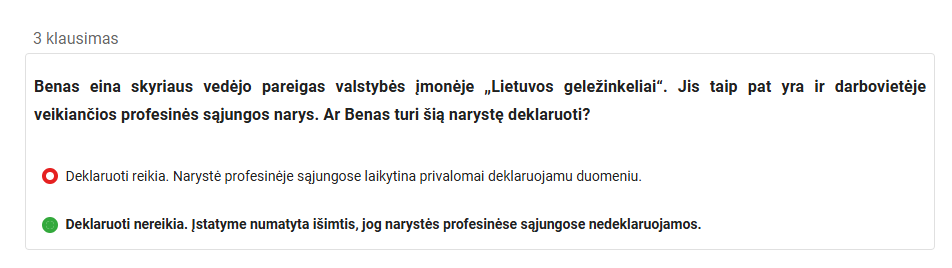 3 klausimas
Benas eina skyriaus vedėjo pareigas valstybės įmonėje „Lietuvos geležinkeliai“. Jis taip pat yra ir darbovietėje
veikiančios profesinės sąjungos narys. Ar Benas turi šią narystę deklaruoti?
Deklaruoti reikia. Narystė profesinėje sąjungose laikytina privalomai deklaruojamu duomeniu.
Deklaruoti nereikia. Įstatyme numatyta išimtis, jog narystės profesinėse sąjungose nedeklaruojamos.